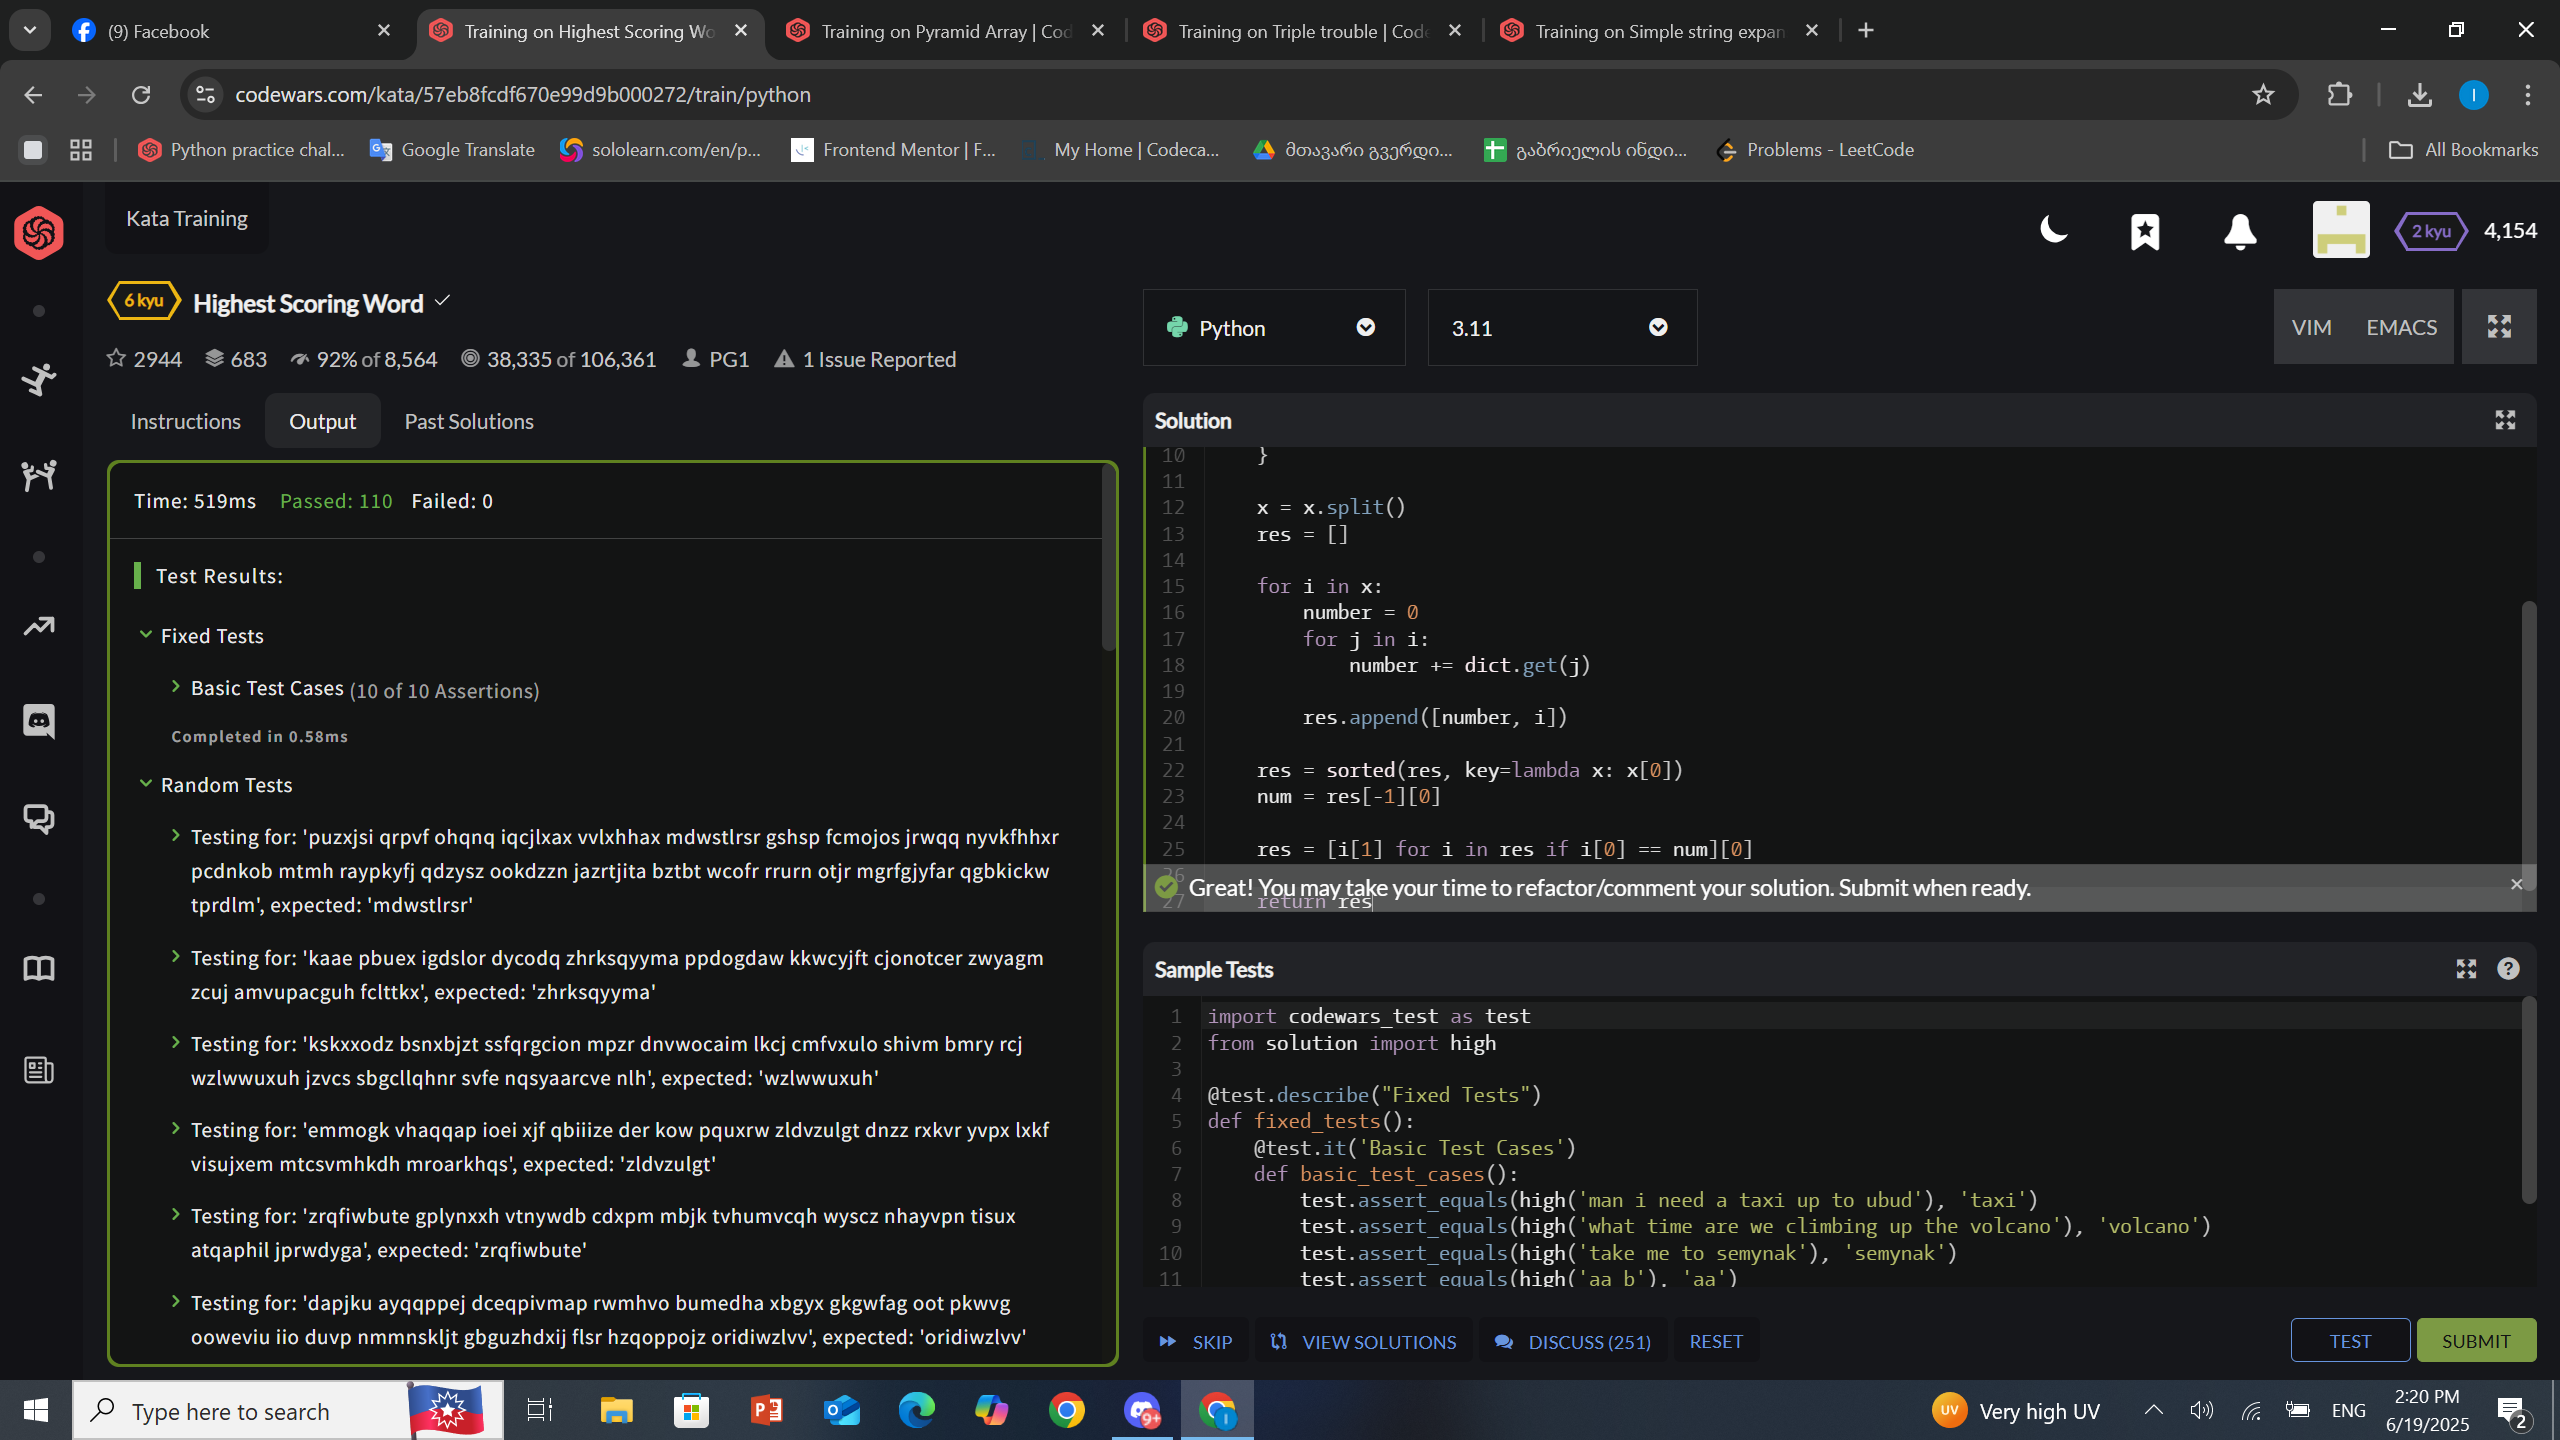 (9) Facebook
Training on Highest Scoring Wo
Training on Pyramid Array | Cod
Training on Triple trouble | Code
Training on Simple string expan
codewars.com/kata/57eb8fcdf670e99d9b000272/train/python
Python practice chal...
Google Translate
sololearn.com/en/p...
Frontend Mentor | F...
My Home | Codeca...
მთავარი გვერდი...
გაბრიელის ინდი...
Problems - LeetCode
All Bookmarks
Kata Training
2 kyu
4,154
6 kyu
Highest Scoring Word
2944
683
92% of 8,564
38,335 of 106,361
PG1
1 Issue Reported
Python
3.11
VIM
EMACS
Instructions
Output
Past Solutions
Time: 519ms Passed: 110 Failed: 0
Test Results:
Fixed Tests
Basic Test Cases (10 of 10 Assertions)
Completed in 0.58ms
Random Tests
Testing for: 'puzxjsi qrpvf ohqnq iqcjlxax vvlxhhax mdwstlrsr gshsp fcmojos jrwqq nyvkfhhxr
pcdnkob mtmh raypkyfj qdzysz ookdzzn jazrtjita bztbt wcofr rrurn otjr mgrfgjyfar qgbkickw
tprdlm', expected: 'mdwstlrsr'
Testing for: 'kaae pbuex igdslor dycodq zhrksqyyma ppdogdaw kkwcyjft cjonotcer zwyagm
zcuj amvupacguh fclttkx', expected: 'zhrksqyyma'
Testing for: 'kskxxodz bsnxbjzt ssfqrgcion mpzr dnvwocaim lkcj cmfvxulo shivm bmry rcj
wzlwwuxuh jzvcs sbgcllqhnr svfe nqsyaarcve nlh', expected: 'wzlwwuxuh'
Testing for: 'emmogk vhaqqap ioei xjf qbiiize der kow pquxrw zldvzulgt dnzz rxkvr yvpx lxkf
visujxem mtcsvmhkdh mroarkhqs', expected: 'zldvzulgt'
Testing for: 'zrqfiwbute gplynxxh vtnywdb cdxpm mbjk tvhumvcqh wyscz nhayvpn tisux
atqaphil jprwdyga', expected: 'zrqfiwbute'
Testing for: 'dapjku ayqqppej dceqpivmap rwmhvo bumedha xbgyx gkgwfag oot pkwvg
ooweviu iio duvp nmmnskljt gbguzhdxij flsr hzqoppojz oridiwzlvv', expected: 'oridiwzlvv'
Solution
10 }
11
12 x = x.split()
13 res = []
14
15 for i in x:
16 number = 0
17 for j in i:
18 number += dict.get(j)
19
20 res.append([number, i])
21
22 res = sorted(res, key=lambda x: x[0])
23 num = res[-1][0]
24
25 res = [i[1] for i in res if i[0] == num][0]
26
27 return res
Great! You may take your time to refactor/comment your solution. Submit when ready.
Sample Tests
1 import codewars_test as test
2 from solution import high
3
4 @test.describe("Fixed Tests")
5 def fixed_tests():
6 @test.it('Basic Test Cases')
7 def basic_test_cases():
8 test.assert_equals(high('man i need a taxi up to ubud'), 'taxi')
9 test.assert_equals(high('what time are we climbing up the volcano'), 'volcano')
10 test.assert_equals(high('take me to semynak'), 'semynak')
11 test.assert_equals(high('aa b'), 'aa')
SKIP
VIEW SOLUTIONS
DISCUSS (251)
RESET
TEST
SUBMIT
Type here to search
9+
UV
Very high UV
ENG
2:20 PM
6/19/2025
2